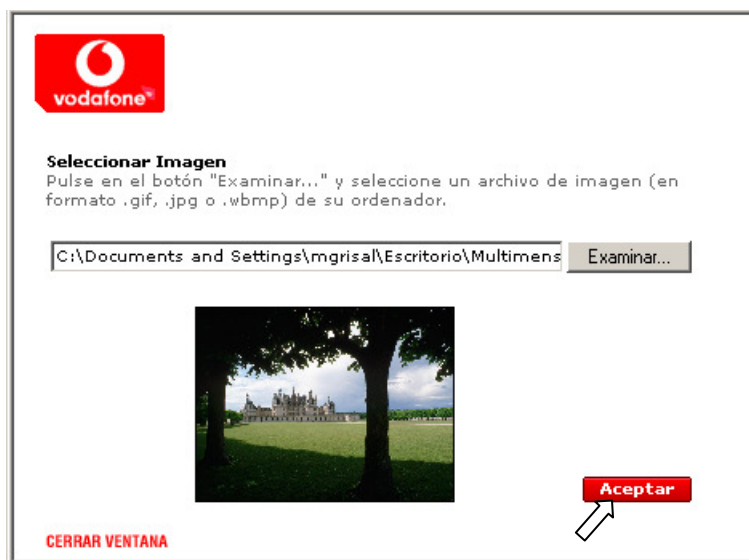 vodafone
Seleccionar Imagen
Pulse en el botón "Examinar..." y seleccione un archivo de imagen (en
formato .gif, .jpg o .wbmp) de su ordenador.
C:\Documents and Settings\mgrisal\Escritorio\Multimens
Examinar...
Aceptar
CERRAR VENTANA